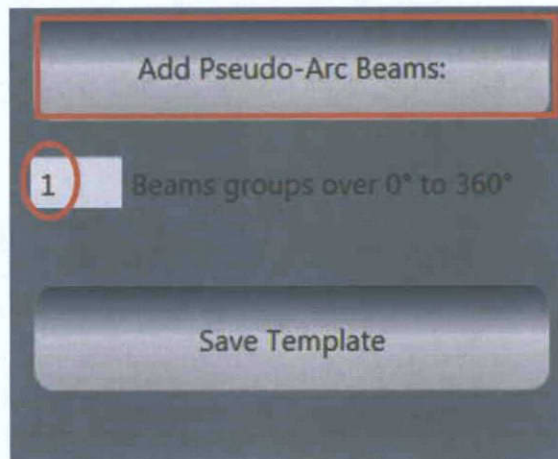 Add Pseudo-Arc Beams:
1 Beams groups over 0° to 360°
Save Template